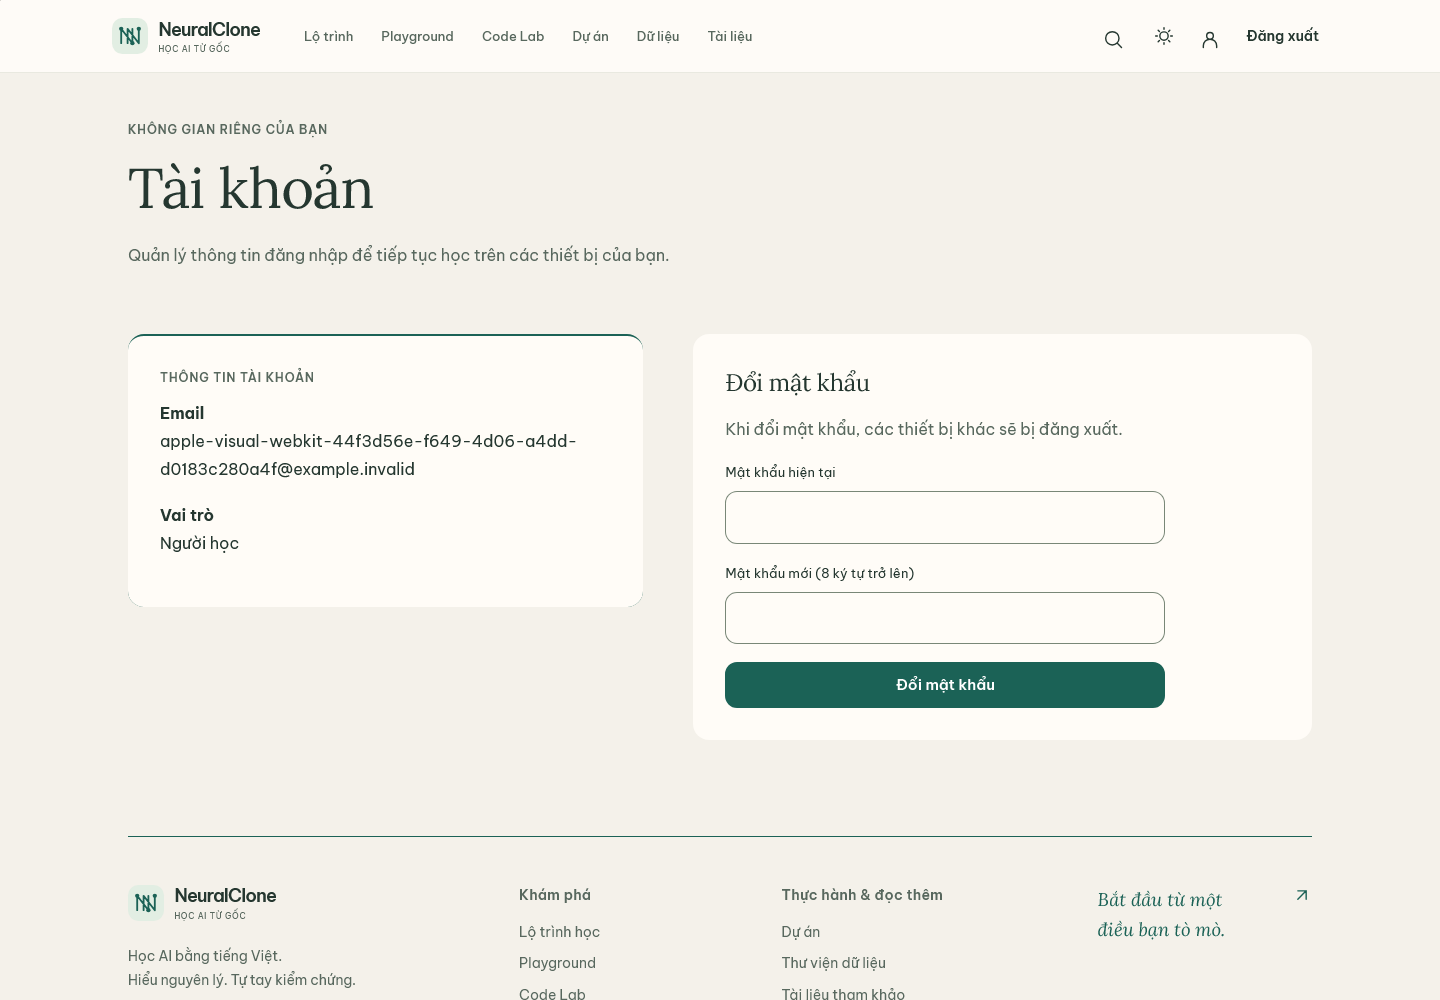 NeuralClone
HỌC AI TỪ GỐC
Lộ trình
Playground
Code Lab
Dự án
Dữ liệu
Tài liệu
Đăng xuất
KHÔNG GIAN RIÊNG CỦA BẠN
Tài khoản
Quản lý thông tin đăng nhập để tiếp tục học trên các thiết bị của bạn.
THÔNG TIN TÀI KHOẢN
Email
apple-visual-webkit-44f3d56e-f649-4d06-a4dd-
d0183c280a4f@example.invalid
Vai trò
Người học
Đổi mật khẩu
Khi đổi mật khẩu, các thiết bị khác sẽ bị đăng xuất.
Mật khẩu hiện tại
Mật khẩu mới (8 ký tự trở lên)
Đổi mật khẩu
NeuralClone
HỌC AI TỪ GỐC
Học AI bằng tiếng Việt.
Hiểu nguyên lý. Tự tay kiểm chứng.
Khám phá
Lộ trình học
Playground
Code Lab
Thực hành & đọc thêm
Dự án
Thư viện dữ liệu
Tài liệu tham khảo
Bắt đầu từ một
điều bạn tò mò.